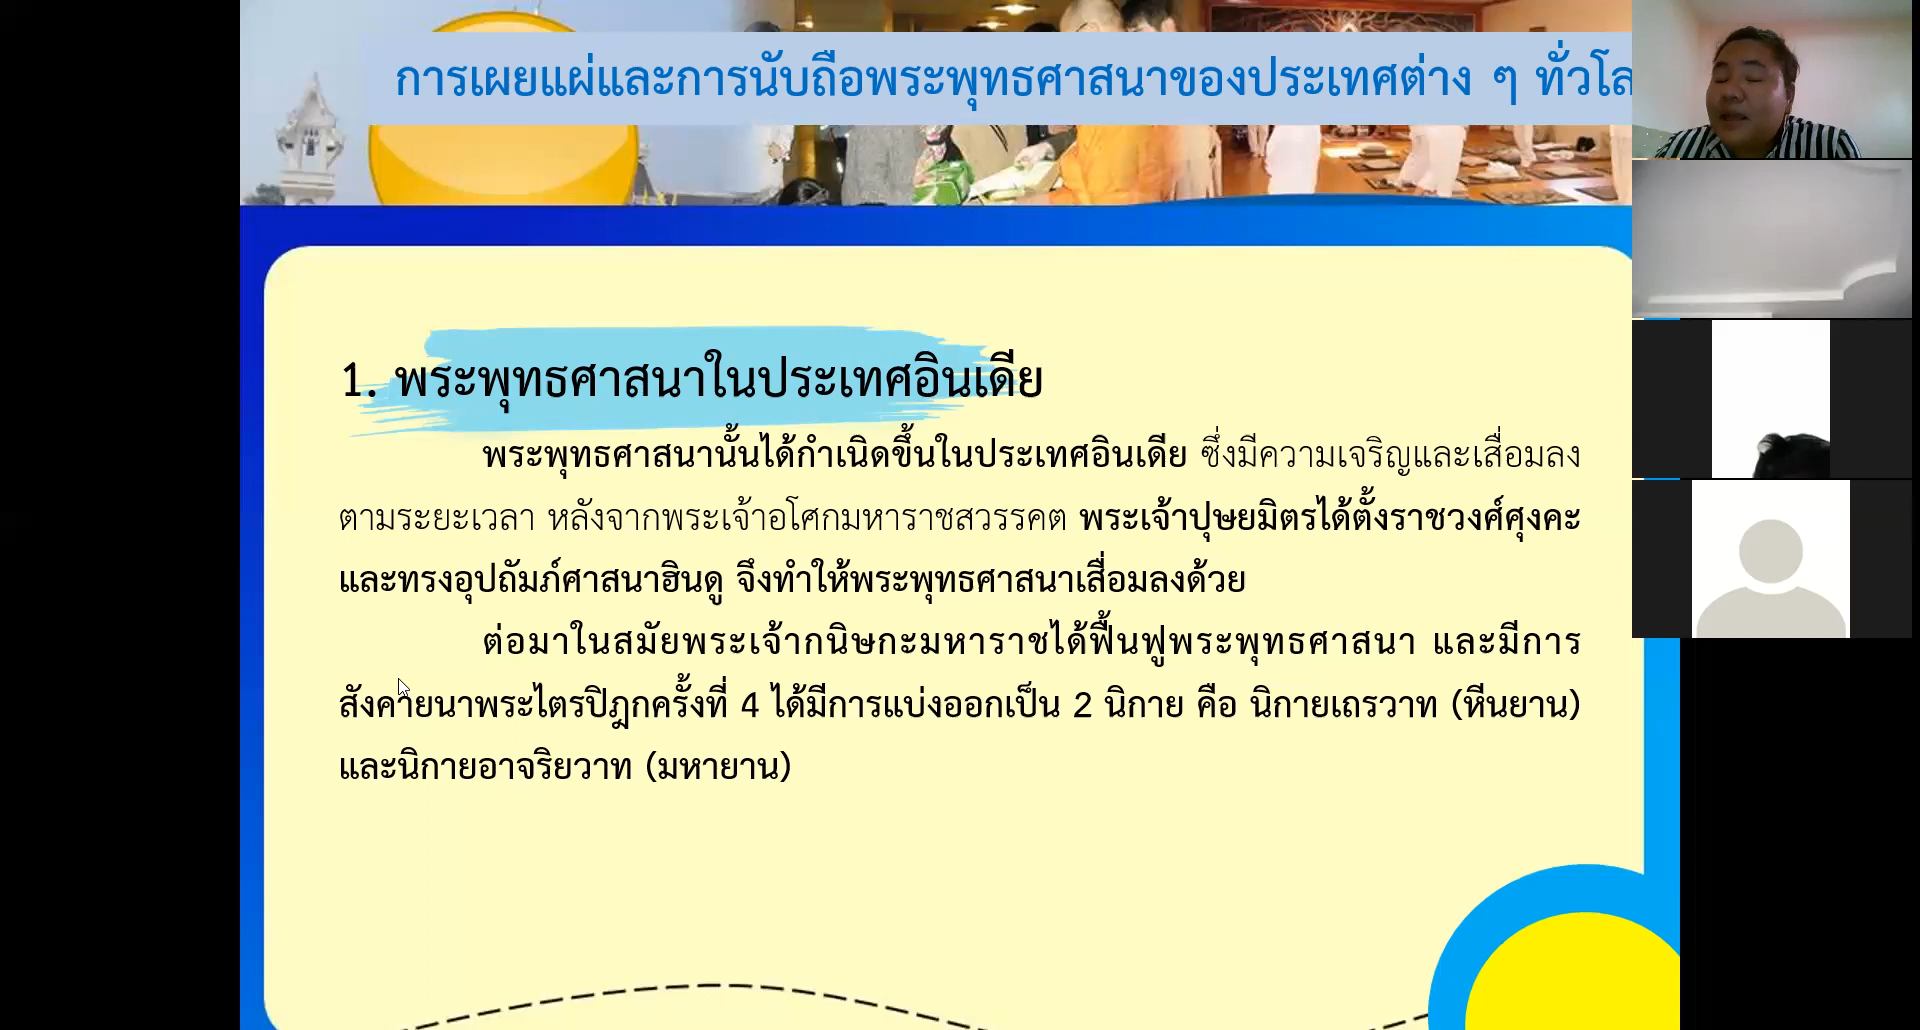 การเผยแผ่และการนับถือพระพุทธศาสนาของประเทศต่าง ๆ ทั่วโล
1. พระพุทธศาสนาในประเทศอินเดีย
พระพุทธศาสนานั้นได้กำเนิดขึ้นในประเทศอินเดีย ซึ่งมีความเจริญและเสื่อมลง
ตามระยะเวลา หลังจากพระเจ้าอโศกมหาราชสวรรคต พระเจ้าปุษยมิตรได้ตั้งราชวงศ์ศุงคะ
และทรงอุปถัมภ์ศาสนาฮินดู จึงทำให้พระพุทธศาสนาเสื่อมลงด้วย
ต่อมาในสมัยพระเจ้ากนิษกะมหาราชได้ฟื้นฟูพระพุทธศาสนา และมีการ
สังคายนาพระไตรปิฎกครั้งที่ 4 ได้มีการแบ่งออกเป็น 2 นิกาย คือ นิกายเถรวาท (หีนยาน)
และนิกายอาจริยวาท (มหายาน)